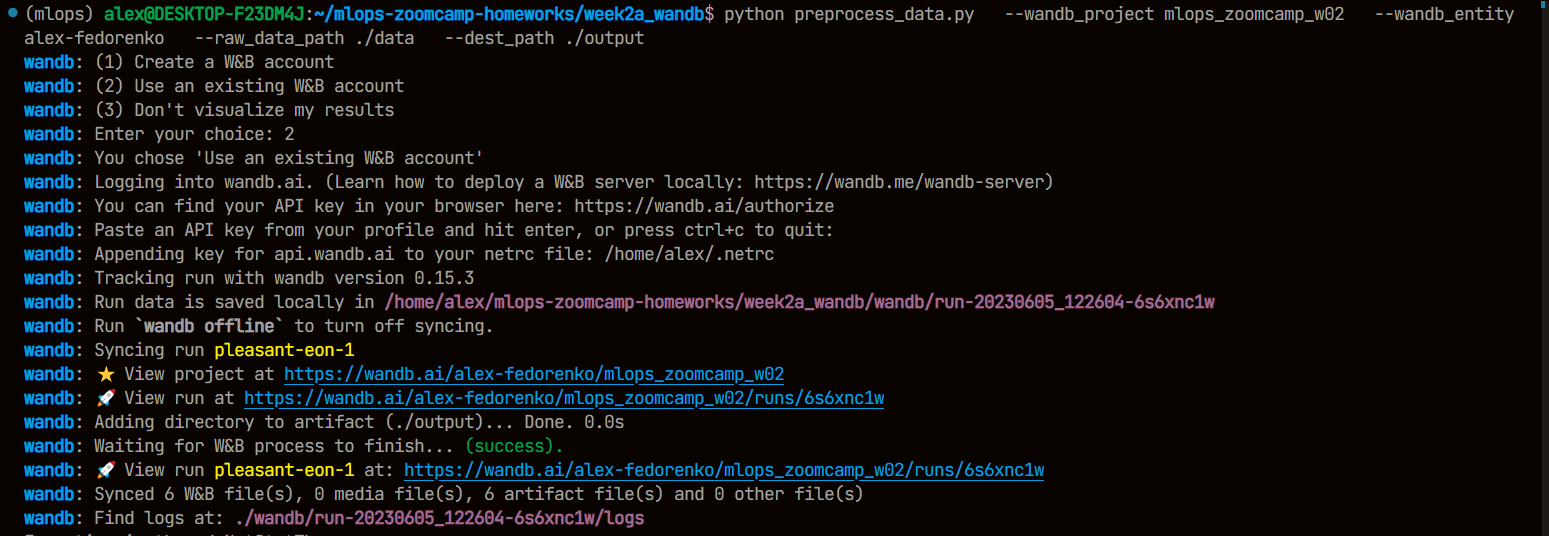 (mlops) alex@DESKTOP-F23DM4J:~/mlops-zoomcamp-homeworks/week2a_wandb$ python preprocess_data.py   --wandb_project mlops_zoomcamp_w02   --wandb_entity
alex-fedorenko   --raw_data_path ./data   --dest_path ./output
wandb: (1) Create a W&B account
wandb: (2) Use an existing W&B account
wandb: (3) Don't visualize my results
wandb: Enter your choice: 2
wandb: You chose 'Use an existing W&B account'
wandb: Logging into wandb.ai. (Learn how to deploy a W&B server locally: https://wandb.me/wandb-server)
wandb: You can find your API key in your browser here: https://wandb.ai/authorize
wandb: Paste an API key from your profile and hit enter, or press ctrl+c to quit:
wandb: Appending key for api.wandb.ai to your netrc file: /home/alex/.netrc
wandb: Tracking run with wandb version 0.15.3
wandb: Run data is saved locally in /home/alex/mlops-zoomcamp-homeworks/week2a_wandb/wandb/run-20230605_122604-6s6xnc1w
wandb: Run `wandb offline` to turn off syncing.
wandb: Syncing run pleasant-eon-1
wandb: ⭐ View project at https://wandb.ai/alex-fedorenko/mlops_zoomcamp_w02
wandb: 🚀 View run at https://wandb.ai/alex-fedorenko/mlops_zoomcamp_w02/runs/6s6xnc1w
wandb: Adding directory to artifact (./output)... Done. 0.0s
wandb: Waiting for W&B process to finish... (success).
wandb: 🚀 View run pleasant-eon-1 at: https://wandb.ai/alex-fedorenko/mlops_zoomcamp_w02/runs/6s6xnc1w
wandb: Synced 6 W&B file(s), 0 media file(s), 6 artifact file(s) and 0 other file(s)
wandb: Find logs at: ./wandb/run-20230605_122604-6s6xnc1w/logs